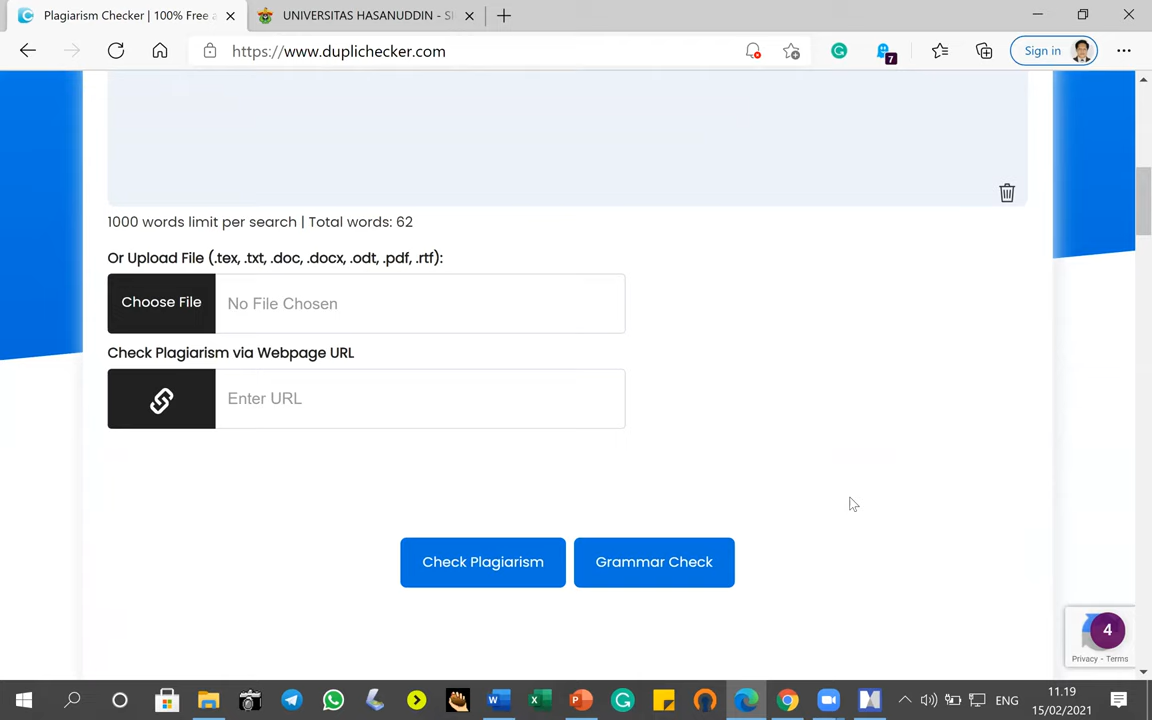 Plagiarism Checker | 100% Free a
UNIVERSITAS HASANUDDIN - S
https://www.duplichecker.com
7
Sign in
1000 words limit per search | Total words: 62
Or Upload File (.tex, .txt, .doc, .docx, .odt, .pdf, .rtf):
Choose File
No File Chosen
Check Plagiarism via Webpage URL
Enter URL
Check Plagiarism
Grammar Check
4
Privacy - Terms
ENG
11.19
15/02/2021